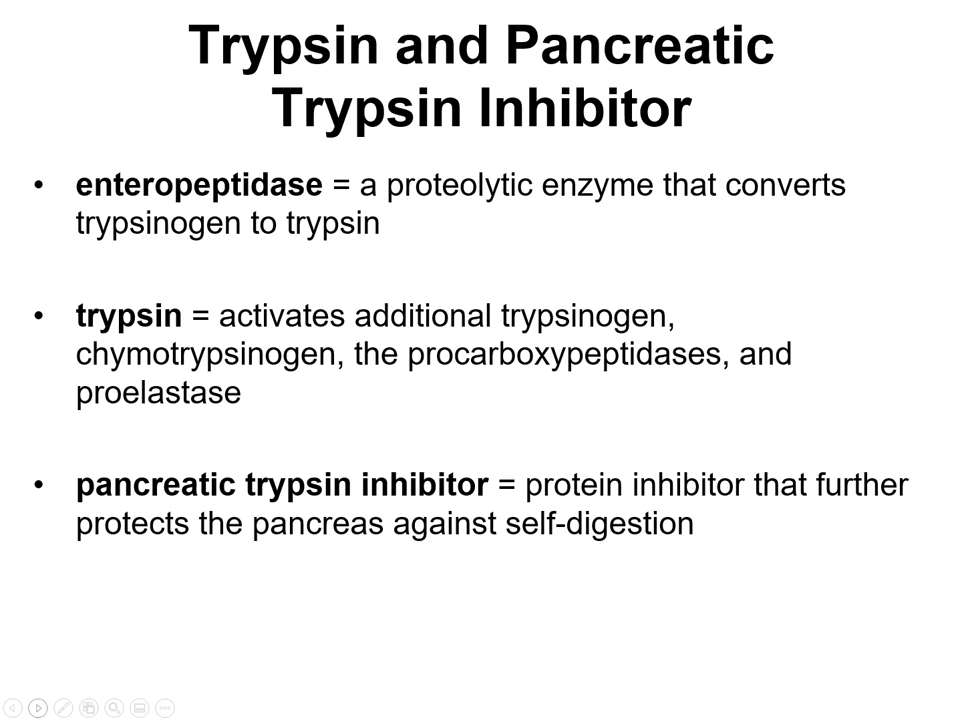 Trypsin and Pancreatic
Trypsin Inhibitor
• enteropeptidase = a proteolytic enzyme that converts
trypsinogen to trypsin
• trypsin = activates additional trypsinogen,
chymotrypsinogen, the procarboxypeptidases, and
proelastase
• pancreatic trypsin inhibitor = protein inhibitor that further
protects the pancreas against self-digestion